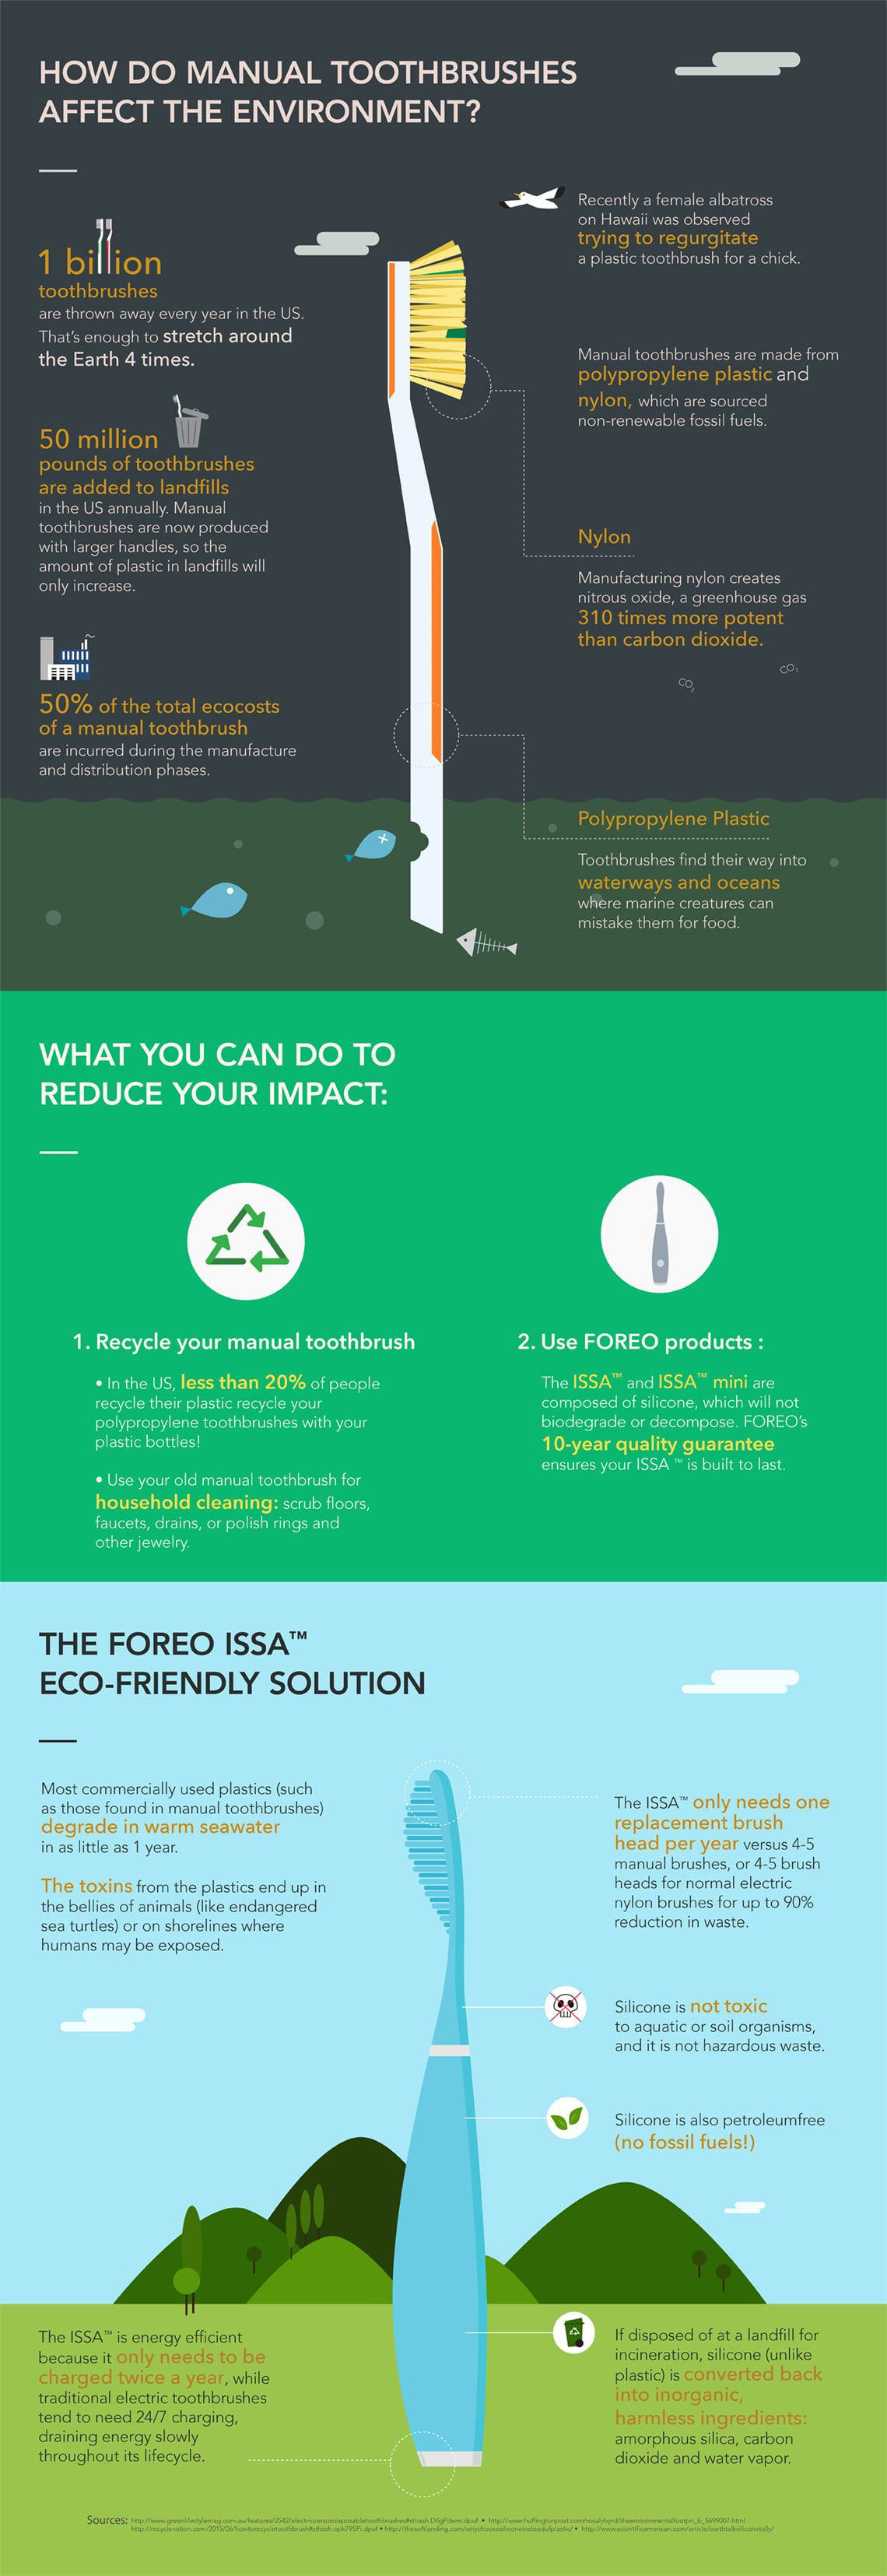 HOW DO MANUAL TOOTHBRUSHES
AFFECT THE ENVIRONMENT?
1 billion
toothbrushes
are thrown away every year in the US.
That's enough to stretch around
the Earth 4 times.
50 million
pounds of toothbrushes
are added to landfills
in the US annually. Manual
toothbrushes are now produced
with larger handles, so the
amount of plastic in landfills will
only increase.
50% of the total ecocosts
of a manual toothbrush
are incurred during the manufacture
and distribution phases.
Recently a female albatross
on Hawaii was observed
trying to regurgitate
a plastic toothbrush for a chick.
Manual toothbrushes are made from
polypropylene plastic and
nylon, which are sourced
non-renewable fossil fuels.
Nylon
Manufacturing nylon creates
nitrous oxide, a greenhouse gas
310 times more potent
than carbon dioxide.
CO2
CO2
Polypropylene Plastic
Toothbrushes find their way into
waterways and oceans
where marine creatures can
mistake them for food.
WHAT YOU CAN DO TO
REDUCE YOUR IMPACT:
1. Recycle your manual toothbrush
• In the US, less than 20% of people
recycle their plastic recycle your
polypropylene toothbrushes with your
plastic bottles!
• Use your old manual toothbrush for
household cleaning: scrub floors,
faucets, drains, or polish rings and
other jewelry.
2. Use FOREO products :
The ISSA™ and ISSA™ mini are
composed of silicone, which will not
biodegrade or decompose. FOREO's
10-year quality guarantee
ensures your ISSA ™ is built to last.
THE FOREO ISSA™
ECO-FRIENDLY SOLUTION
Most commercially used plastics (such
as those found in manual toothbrushes)
degrade in warm seawater
in as little as 1 year.
The toxins from the plastics end up in
the bellies of animals (like endangered
sea turtles) or on shorelines where
humans may be exposed.
The ISSA™ only needs one
replacement brush
head per year versus 4-5
manual brushes, or 4-5 brush
heads for normal electric
nylon brushes for up to 90%
reduction in waste.
Silicone is not toxic
to aquatic or soil organisms,
and it is not hazardous waste.
Silicone is also petroleumfree
(no fossil fuels!)
The ISSA™ is energy efficient
because it only needs to be
charged twice a year, while
traditional electric toothbrushes
tend to need 24/7 charging,
draining energy slowly
throughout its lifecycle.
If disposed of at a landfill for
incineration, silicone (unlike
plastic) is converted back
into inorganic,
harmless ingredients:
amorphous silica, carbon
dioxide and water vapor.
Sources: